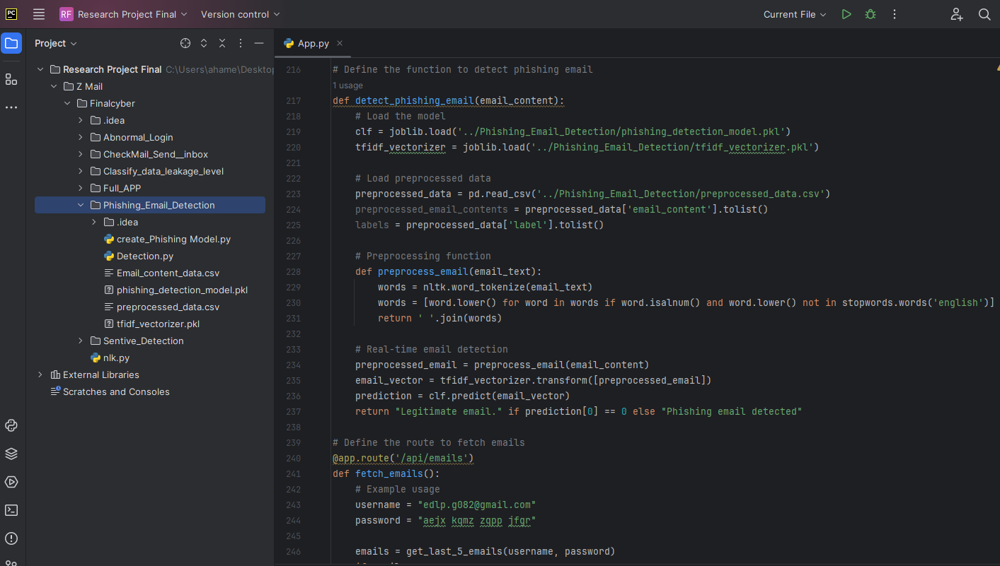 PC
RF Research Project Final
Version control
Current File
Project
App.py
Research Project Final C:\Users\ahame\Desktop
Z Mail
Finalcyber
.idea
Abnormal_Login
CheckMail_Send__inbox
Classify_data_leakage_level
Full_APP
Phishing_Email_Detection
.idea
create_Phishing Model.py
Detection.py
Email_content_data.csv
phishing_detection_model.pkl
preprocessed_data.csv
tfidf_vectorizer.pkl
Sentive_Detection
nlk.py
External Libraries
Scratches and Consoles
216 # Define the function to detect phishing email
1 usage
217 def detect_phishing_email(email_content):
218 # Load the model
219 clf = joblib.load('../Phishing_Email_Detection/phishing_detection_model.pkl')
220 tfidf_vectorizer = joblib.load('../Phishing_Email_Detection/tfidf_vectorizer.pkl')
221
222 # Load preprocessed data
223 preprocessed_data = pd.read_csv('../Phishing_Email_Detection/preprocessed_data.csv')
224 preprocessed_email_contents = preprocessed_data['email_content'].tolist()
225 labels = preprocessed_data['label'].tolist()
226
227 # Preprocessing function
228 def preprocess_email(email_text):
229 words = nltk.word_tokenize(email_text)
230 words = [word.lower() for word in words if word.isalnum() and word.lower() not in stopwords.words('english')]
231 return ' '.join(words)
232
233 # Real-time email detection
234 preprocessed_email = preprocess_email(email_content)
235 email_vector = tfidf_vectorizer.transform([preprocessed_email])
236 prediction = clf.predict(email_vector)
237 return "Legitimate email." if prediction[0] == 0 else "Phishing email detected"
238
239 # Define the route to fetch emails
240 @app.route('/api/emails')
241 def fetch_emails():
242 # Example usage
243 username = "edlp.g082@gmail.com"
244 password = "aejx kqmz zqpp jfgr"
245
246 emails = get_last_5_emails(username, password)